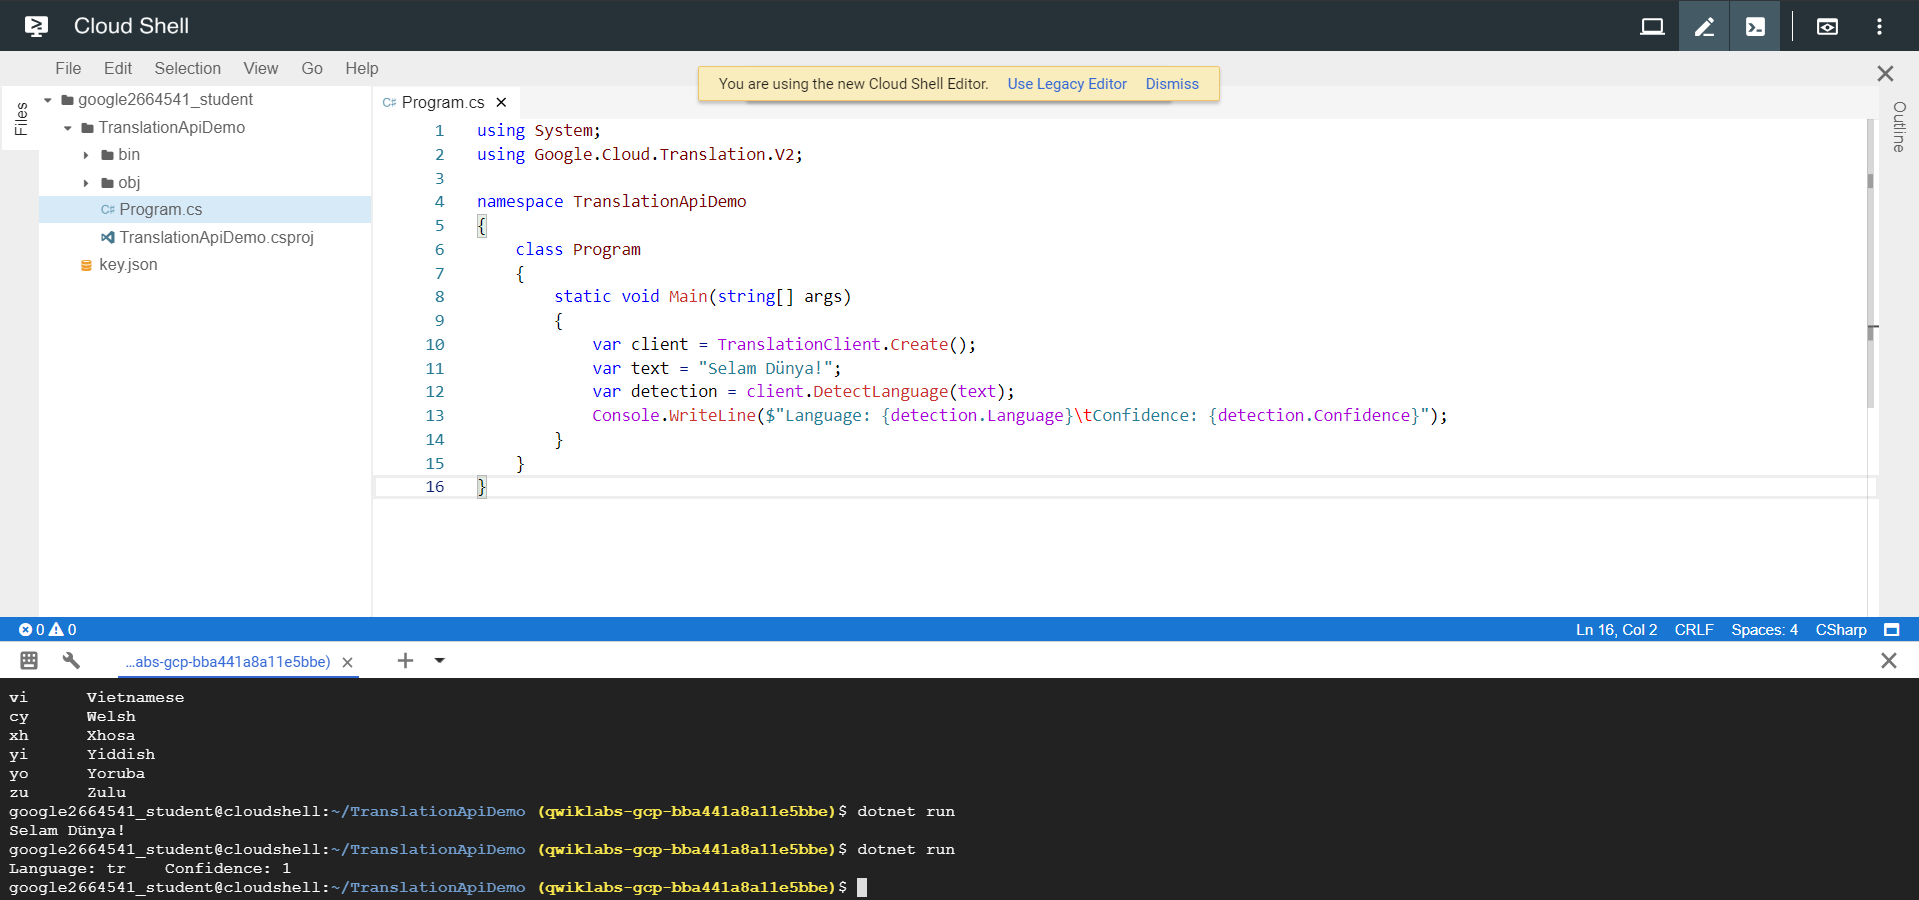 Cloud Shell
File Edit Selection View Go Help
You are using the new Cloud Shell Editor. Use Legacy Editor Dismiss
Files
google2664541_student
TranslationApiDemo
bin
obj
C# Program.cs
TranslationApiDemo.csproj
key.json
C# Program.cs
Outline
1 using System;
2 using Google.Cloud.Translation.V2;
3
4 namespace TranslationApiDemo
5 {
6     class Program
7     {
8         static void Main(string[] args)
9         {
10             var client = TranslationClient.Create();
11             var text = "Selam Dünya!";
12             var detection = client.DetectLanguage(text);
13             Console.WriteLine($"Language: {detection.Language}\tConfidence: {detection.Confidence}");
14         }
15     }
16 }
0 0 Ln 16, Col 2 CRLF Spaces: 4 CSharp
...abs-gcp-bba441a8a11e5bbe)
vi Vietnamese
cy Welsh
xh Xhosa
yi Yiddish
yo Yoruba
zu Zulu
google2664541_student@cloudshell:~/TranslationApiDemo (qwiklabs-gcp-bba441a8a11e5bbe)$ dotnet run
Selam Dünya!
google2664541_student@cloudshell:~/TranslationApiDemo (qwiklabs-gcp-bba441a8a11e5bbe)$ dotnet run
Language: tr Confidence: 1
google2664541_student@cloudshell:~/TranslationApiDemo (qwiklabs-gcp-bba441a8a11e5bbe)$